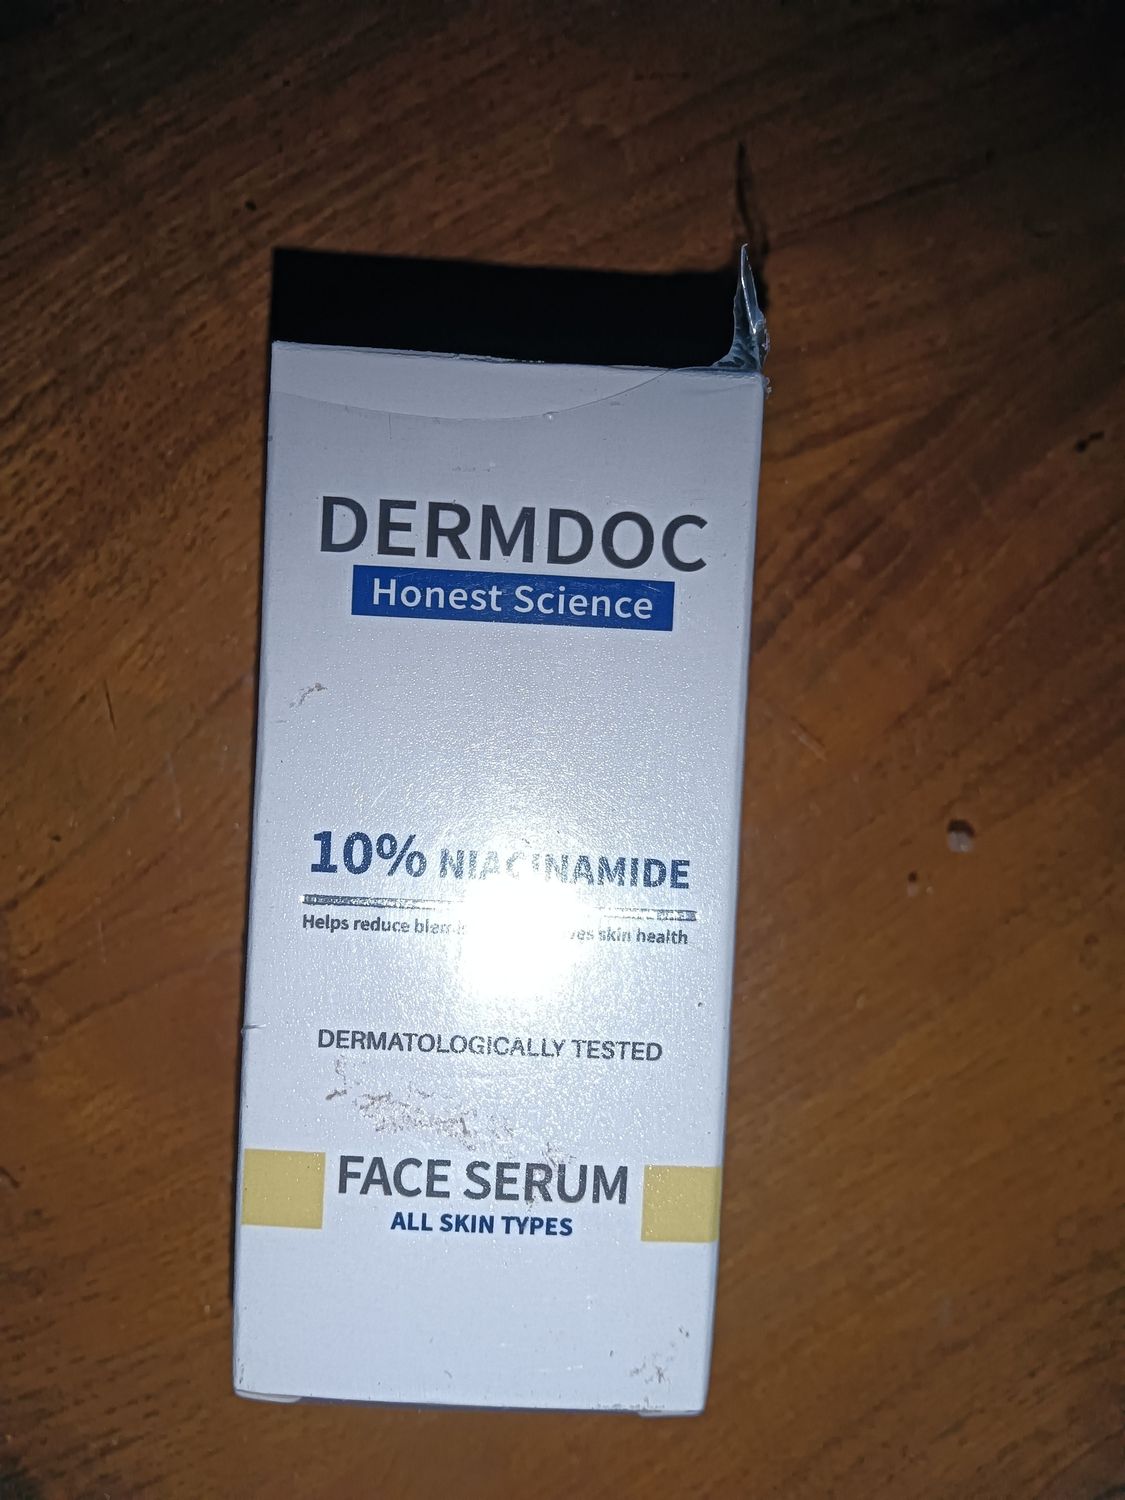 DERMDOC
Honest Science
10% NIACINAMIDE
Helps reduce skin health
DERMATOLOGICALLY TESTED
FACE SERUM
ALL SKIN TYPES